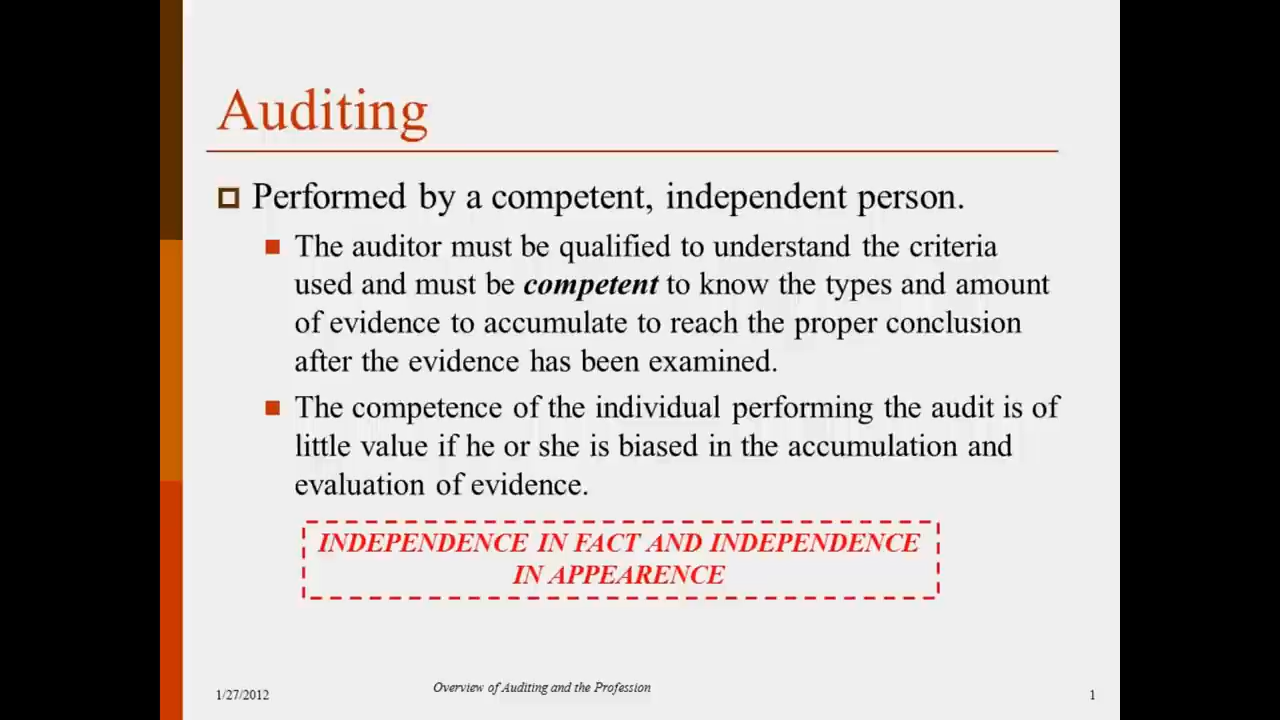 Auditing
Performed by a competent, independent person.
The auditor must be qualified to understand the criteria
used and must be competent to know the types and amount
of evidence to accumulate to reach the proper conclusion
after the evidence has been examined.
The competence of the individual performing the audit is of
little value if he or she is biased in the accumulation and
evaluation of evidence.
INDEPENDENCE IN FACT AND INDEPENDENCE
IN APPEARENCE
1/27/2012
Overview of Auditing and the Profession
1